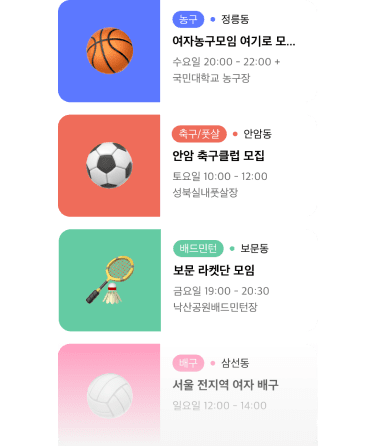 농구 • 정릉동
여자농구모임 여기로 모...
수요일 20:00 - 22:00 +
국민대학교 농구장
축구/풋살 • 안암동
안암 축구클럽 모집
토요일 10:00 - 12:00
성북실내풋살장
배드민턴 • 보문동
보문 라켓단 모임
금요일 19:00 - 20:30
낙산공원배드민턴장
배구 • 삼선동
서울 전지역 여자 배구
일요일 12:00 - 14:00